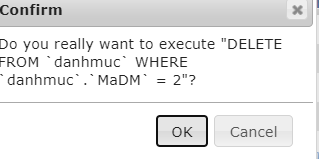 Confirm
Do you really want to execute "DELETE
FROM `danhmuc` WHERE
`danhmuc`.`MaDM` = 2"?
OK
Cancel